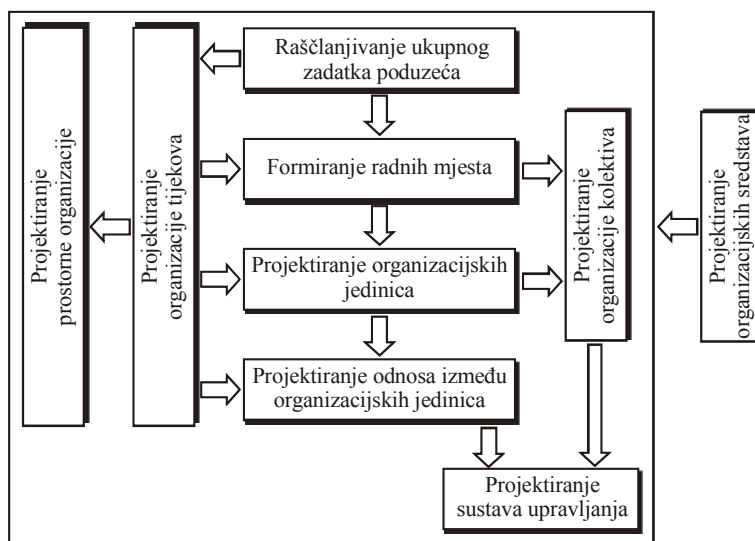 Projektiranje
prostorne organizacije
Projektiranje
organizacije tijekova
Raščlanjivanje ukupnog
zadatka poduzeća
Formiranje radnih mjesta
Projektiranje organizacijskih
jedinica
Projektiranje odnosa između
organizacijskih jedinica
Projektiranje
organizacije kolektiva
Projektiranje
sustava upravljanja
Projektiranje
organizacijskih sredstava